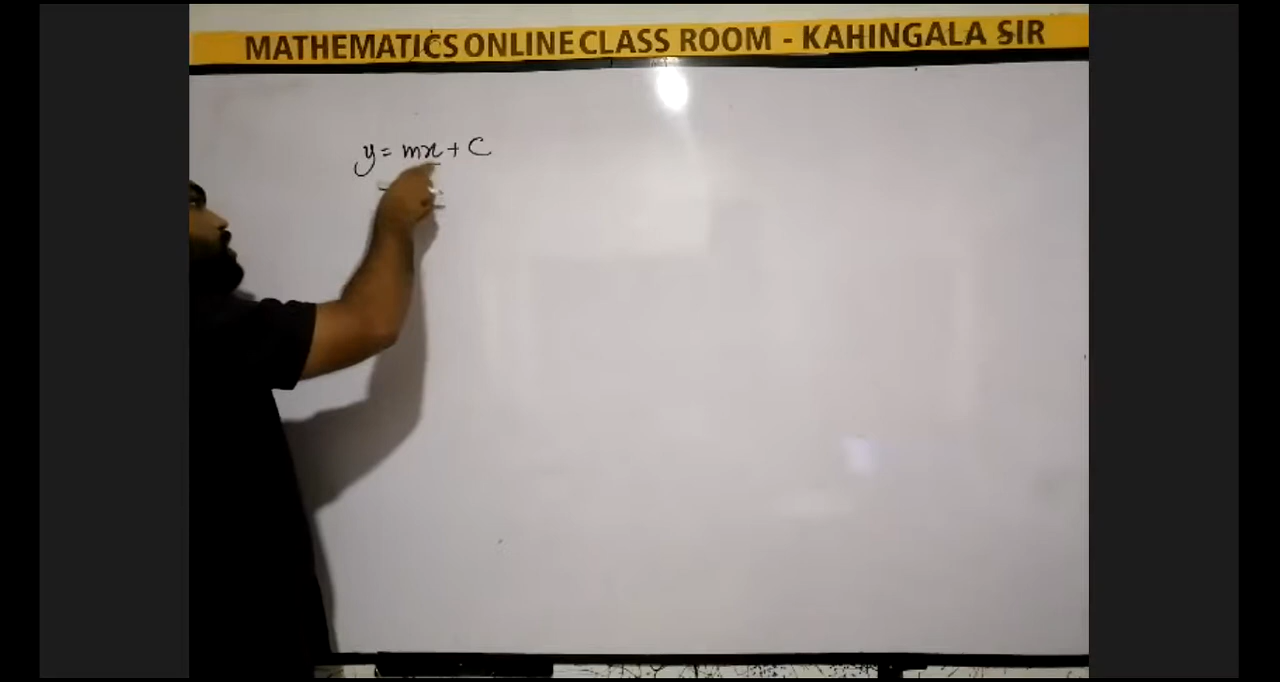 MATHEMATICS ONLINE CLASS ROOM - KAHINGALA SIR
y = mx + c